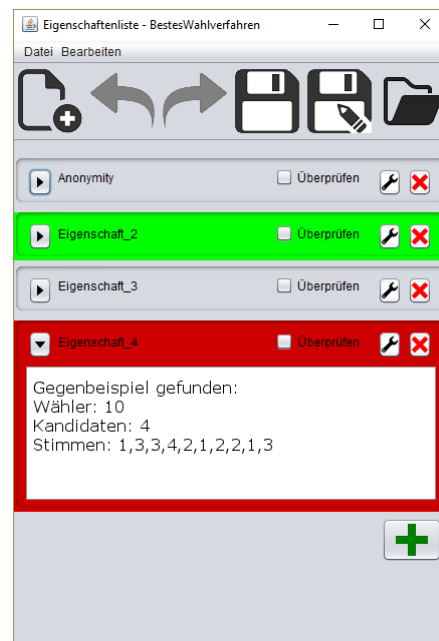 Eigenschaftenliste - BestesWahlverfahren
Datei Bearbeiten
Anonymity Überprüfen
Eigenschaft_2 Überprüfen
Eigenschaft_3 Überprüfen
Eigenschaft_4 Überprüfen
Gegenbeispiel gefunden:
Wähler: 10
Kandidaten: 4
Stimmen: 1,3,3,4,2,1,2,2,1,3